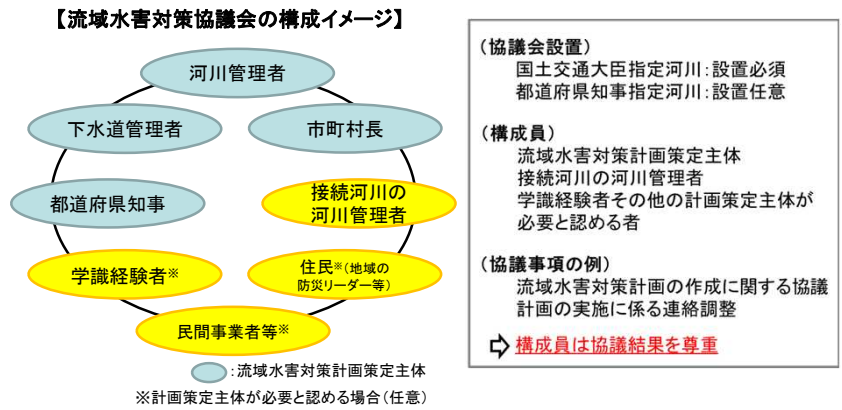 【流域水害対策協議会の構成イメージ】
河川管理者
下水道管理者
市町村長
都道府県知事
接続河川の
河川管理者
学識経験者※
住民※(地域の
防災リーダー等)
民間事業者等※
：流域水害対策計画策定主体
※計画策定主体が必要と認める場合(任意)
(協議会設置)
国土交通大臣指定河川：設置必須
都道府県知事指定河川：設置任意
(構成員)
流域水害対策計画策定主体
接続河川の河川管理者
学識経験者その他の計画策定主体が
必要と認める者
(協議事項の例)
流域水害対策計画の作成に関する協議
計画の実施に係る連絡調整
⇨ 構成員は協議結果を尊重